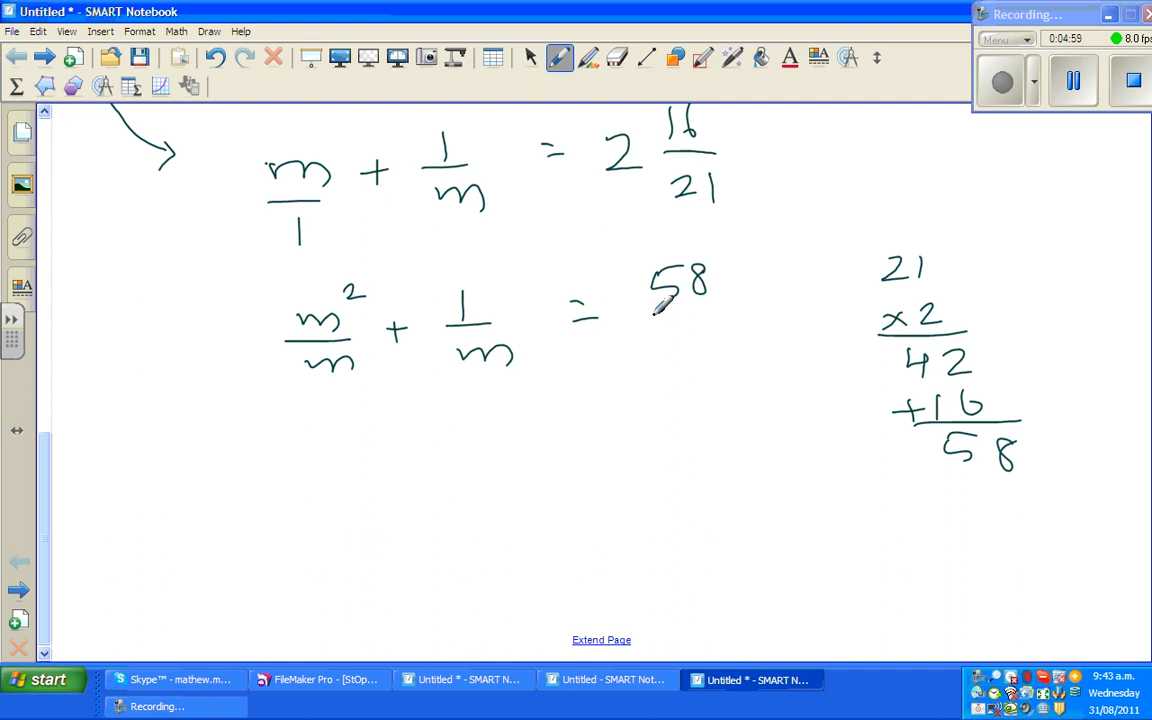 Untitled * - SMART Notebook
File Edit View Insert Format Math Draw Help
Recording...
Menu 0:04:59 8.0 fps
m/1 + 1/m = 2 16/21
m²/m + 1/m = 58
21
x2
42
+16
58
Extend Page
start Skype™ - mathew.m... FileMaker Pro - [StOp... Untitled * - SMART N... Untitled - SMART Not... Untitled * - SMART N...
Recording...
9:43 a.m.
Wednesday
31/08/2011